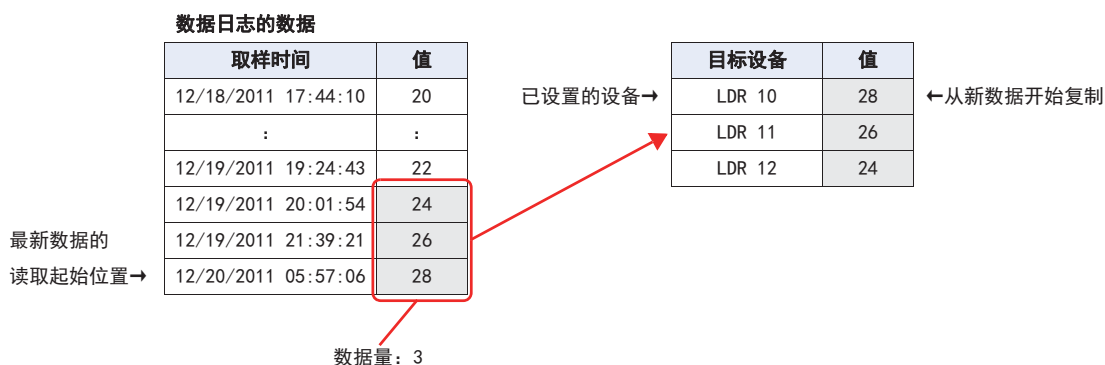 数据日志的数据
取样时间 值
12/18/2011 17:44:10 20
: :
12/19/2011 19:24:43 22
12/19/2011 20:01:54 24
12/19/2011 21:39:21 26
12/20/2011 05:57:06 28
最新数据的
读取起始位置→
数据量: 3
目标设备 值
已设置的设备→ LDR 10 28 ←从新数据开始复制
LDR 11 26
LDR 12 24